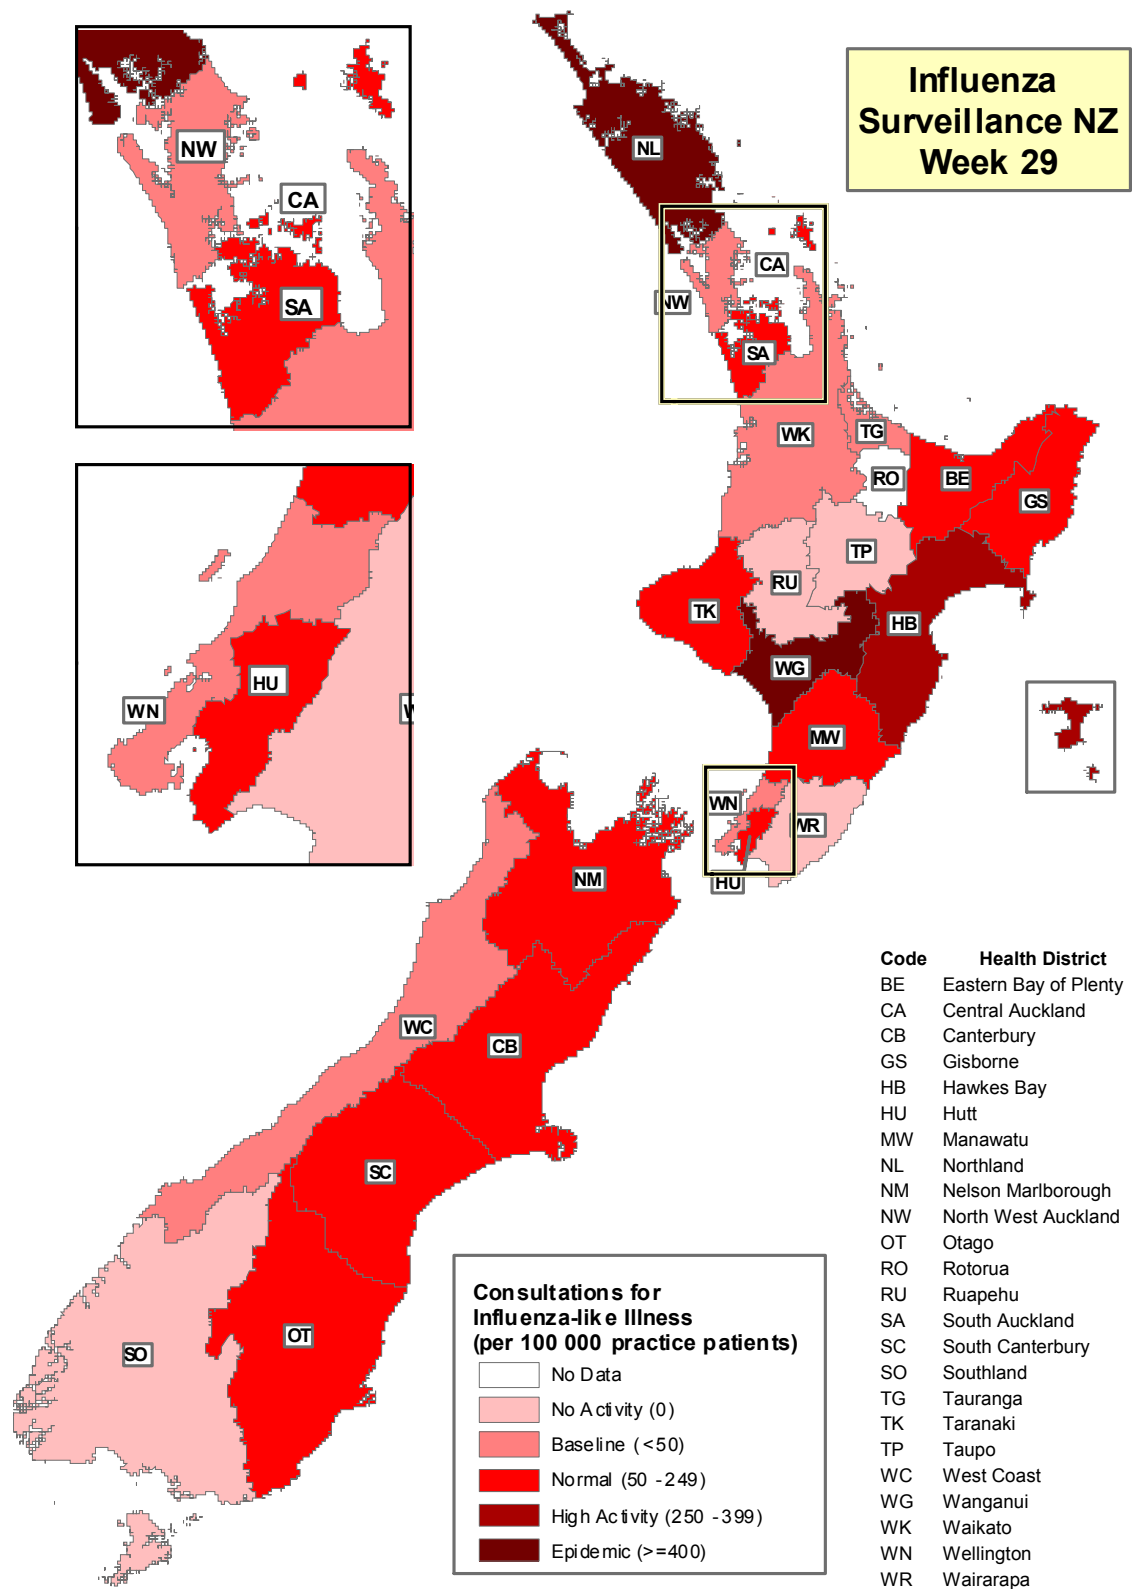 Influenza
Surveillance NZ
Week 29
NW
CA
SA
WN
HU
W
NL
CA
NW
SA
WK
TG
RO
BE
GS
TP
RU
TK
HB
WG
MW
WN
WR
HU
NM
WC
CB
SC
OT
SO
Code Health District
BE Eastern Bay of Plenty
CA Central Auckland
CB Canterbury
GS Gisborne
HB Hawkes Bay
HU Hutt
MW Manawatu
NL Northland
NM Nelson Marlborough
NW North West Auckland
OT Otago
RO Rotorua
RU Ruapehu
SA South Auckland
SC South Canterbury
SO Southland
TG Tauranga
TK Taranaki
TP Taupo
WC West Coast
WG Wanganui
WK Waikato
WN Wellington
WR Wairarapa
Consultations for
Influenza-like Illness
(per 100 000 practice patients)
No Data
No Activity (0)
Baseline (<50)
Normal (50 - 249)
High Activity (250 - 399)
Epidemic (>=400)